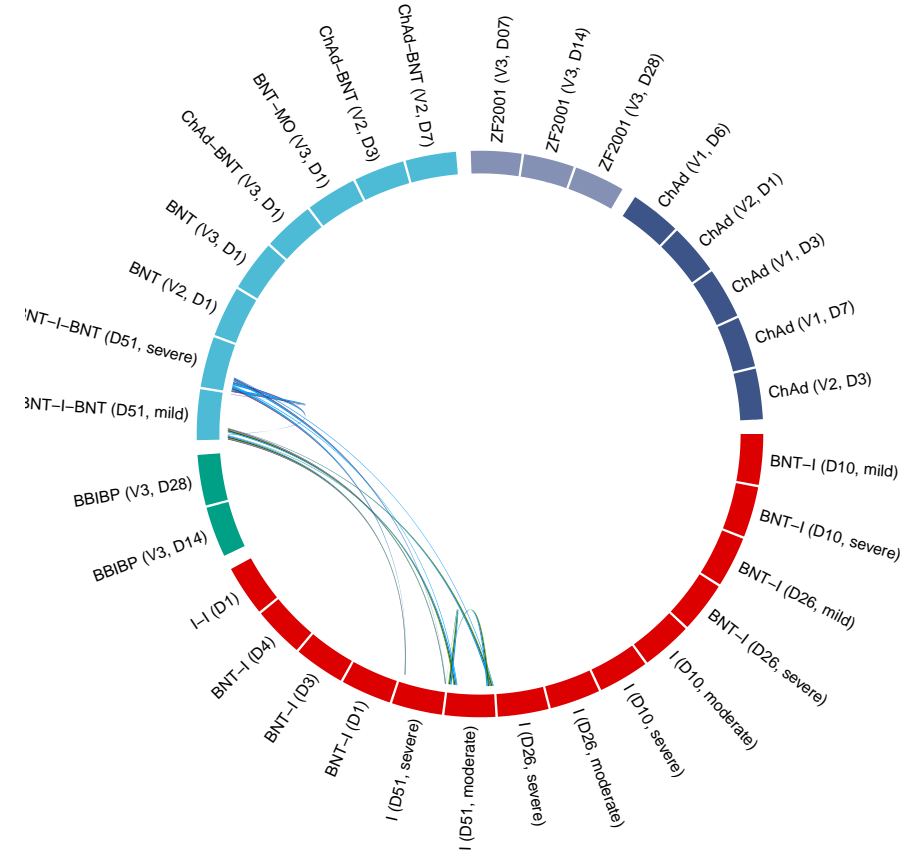 ZF2001 (V3, D07)
ZF2001 (V3, D14)
ZF2001 (V3, D28)
ChAd (V1, D6)
ChAd (V2, D1)
ChAd (V1, D3)
ChAd (V1, D7)
ChAd (V2, D3)
BNT–I (D10, mild)
BNT–I (D10, severe)
BNT–I (D26, mild)
BNT–I (D26, severe)
I (D10, moderate)
I (D10, severe)
I (D26, moderate)
I (D26, severe)
I (D51, moderate)
I (D51, severe)
BNT–I (D1)
BNT–I (D3)
BNT–I (D4)
I–I (D1)
BBIBP (V3, D14)
BBIBP (V3, D28)
NT–I–BNT (D51, mild)
NT–I–BNT (D51, severe)
BNT (V2, D1)
BNT (V3, D1)
ChAd–BNT (V3, D1)
BNT–MO (V3, D1)
ChAd–BNT (V2, D3)
ChAd–BNT (V2, D7)